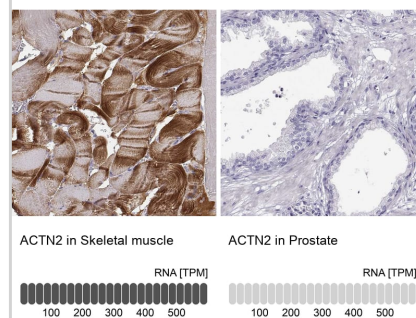 ACTN2 in Skeletal muscle
RNA [TPM]
100 200 300 400 500
ACTN2 in Prostate
RNA [TPM]
100 200 300 400 500